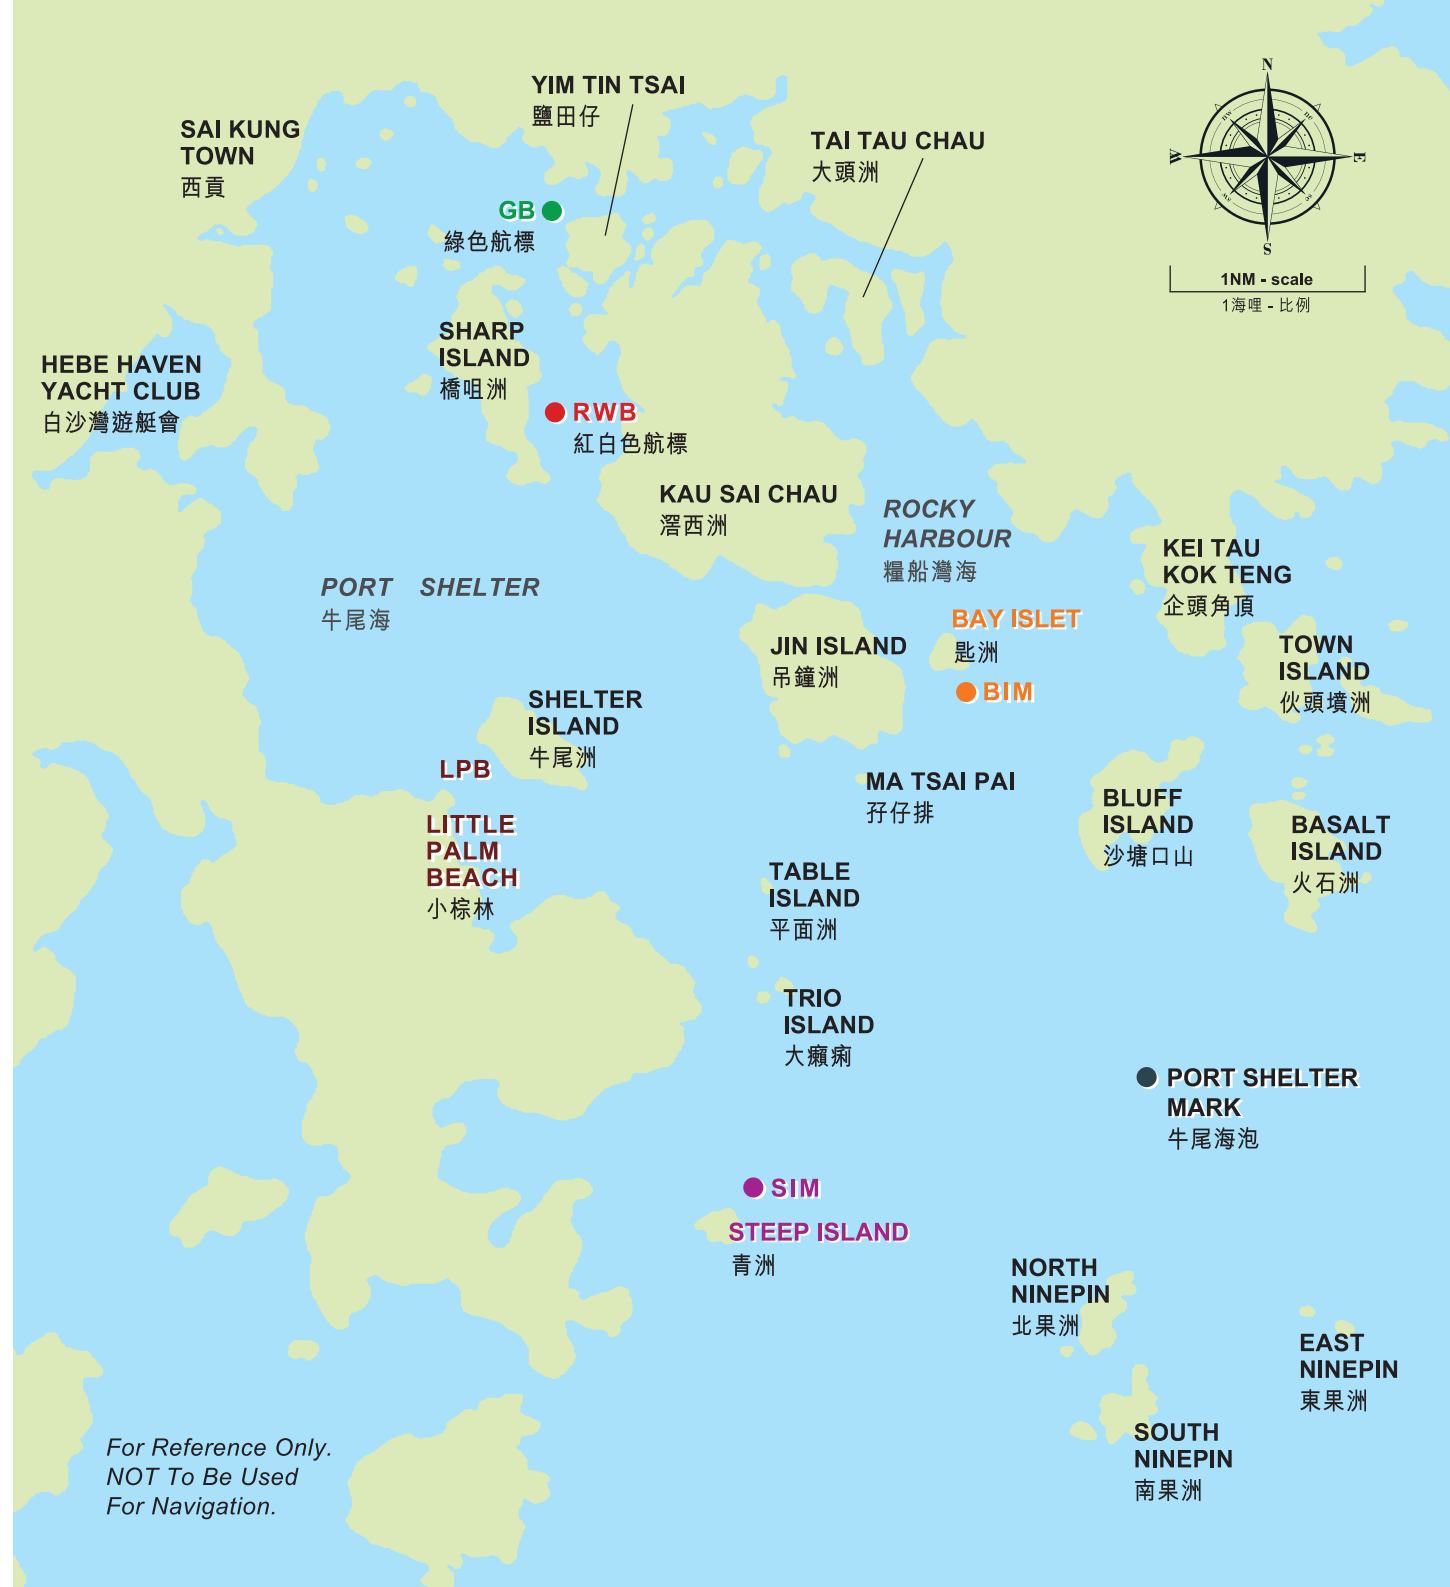 YIM TIN TSAI
鹽田仔
SAI KUNG
TOWN
西貢
TAI TAU CHAU
大頭洲
N
W
E
S
1NM - scale
1海哩 - 比例
GB
綠色航標
SHARP
ISLAND
橋咀洲
HEBE HAVEN
YACHT CLUB
白沙灣遊艇會
RWB
紅白色航標
KAU SAI CHAU
滘西洲
ROCKY
HARBOUR
糧船灣海
KEI TAU
KOK TENG
企頭角頂
PORT SHELTER
牛尾海
BAY ISLET
匙洲
JIN ISLAND
吊鐘洲
TOWN
ISLAND
伙頭墳洲
BIM
SHELTER
ISLAND
牛尾洲
LPB
MA TSAI PAI
孖仔排
BLUFF
ISLAND
沙塘口山
BASALT
ISLAND
火石洲
LITTLE
PALM
BEACH
小棕林
TABLE
ISLAND
平面洲
TRIO
ISLAND
大癩痢
PORT SHELTER
MARK
牛尾海泡
SIM
STEEP ISLAND
青洲
NORTH
NINEPIN
北果洲
EAST
NINEPIN
東果洲
SOUTH
NINEPIN
南果洲
For Reference Only.
NOT To Be Used
For Navigation.